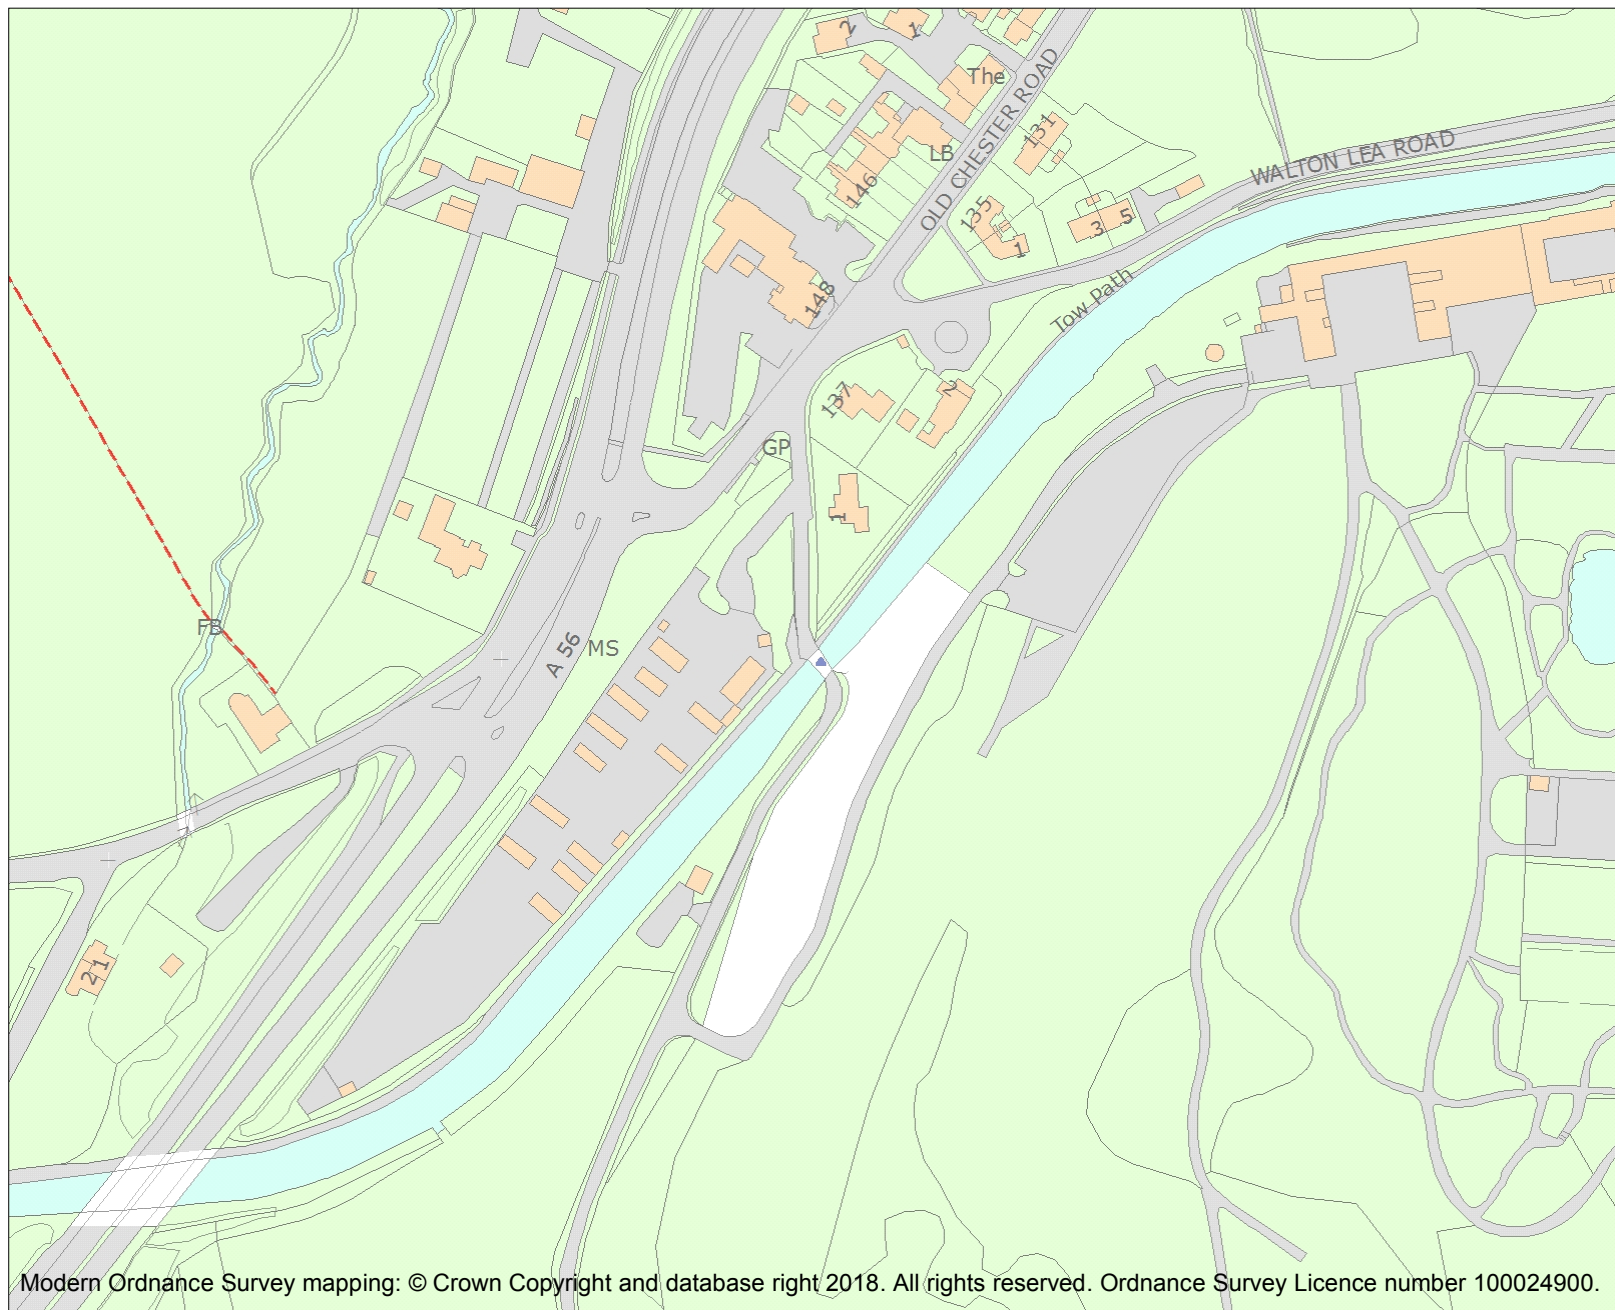 2
1
The
OLD CHESTER ROAD
131
LB
WALTON LEA ROAD
146
135
3
5
1
Tow Path
148
137
2
GP
1
FB
A 56
MS
2
1
Modern Ordnance Survey mapping: © Crown Copyright and database right 2018. All rights reserved. Ordnance Survey Licence number 100024900.